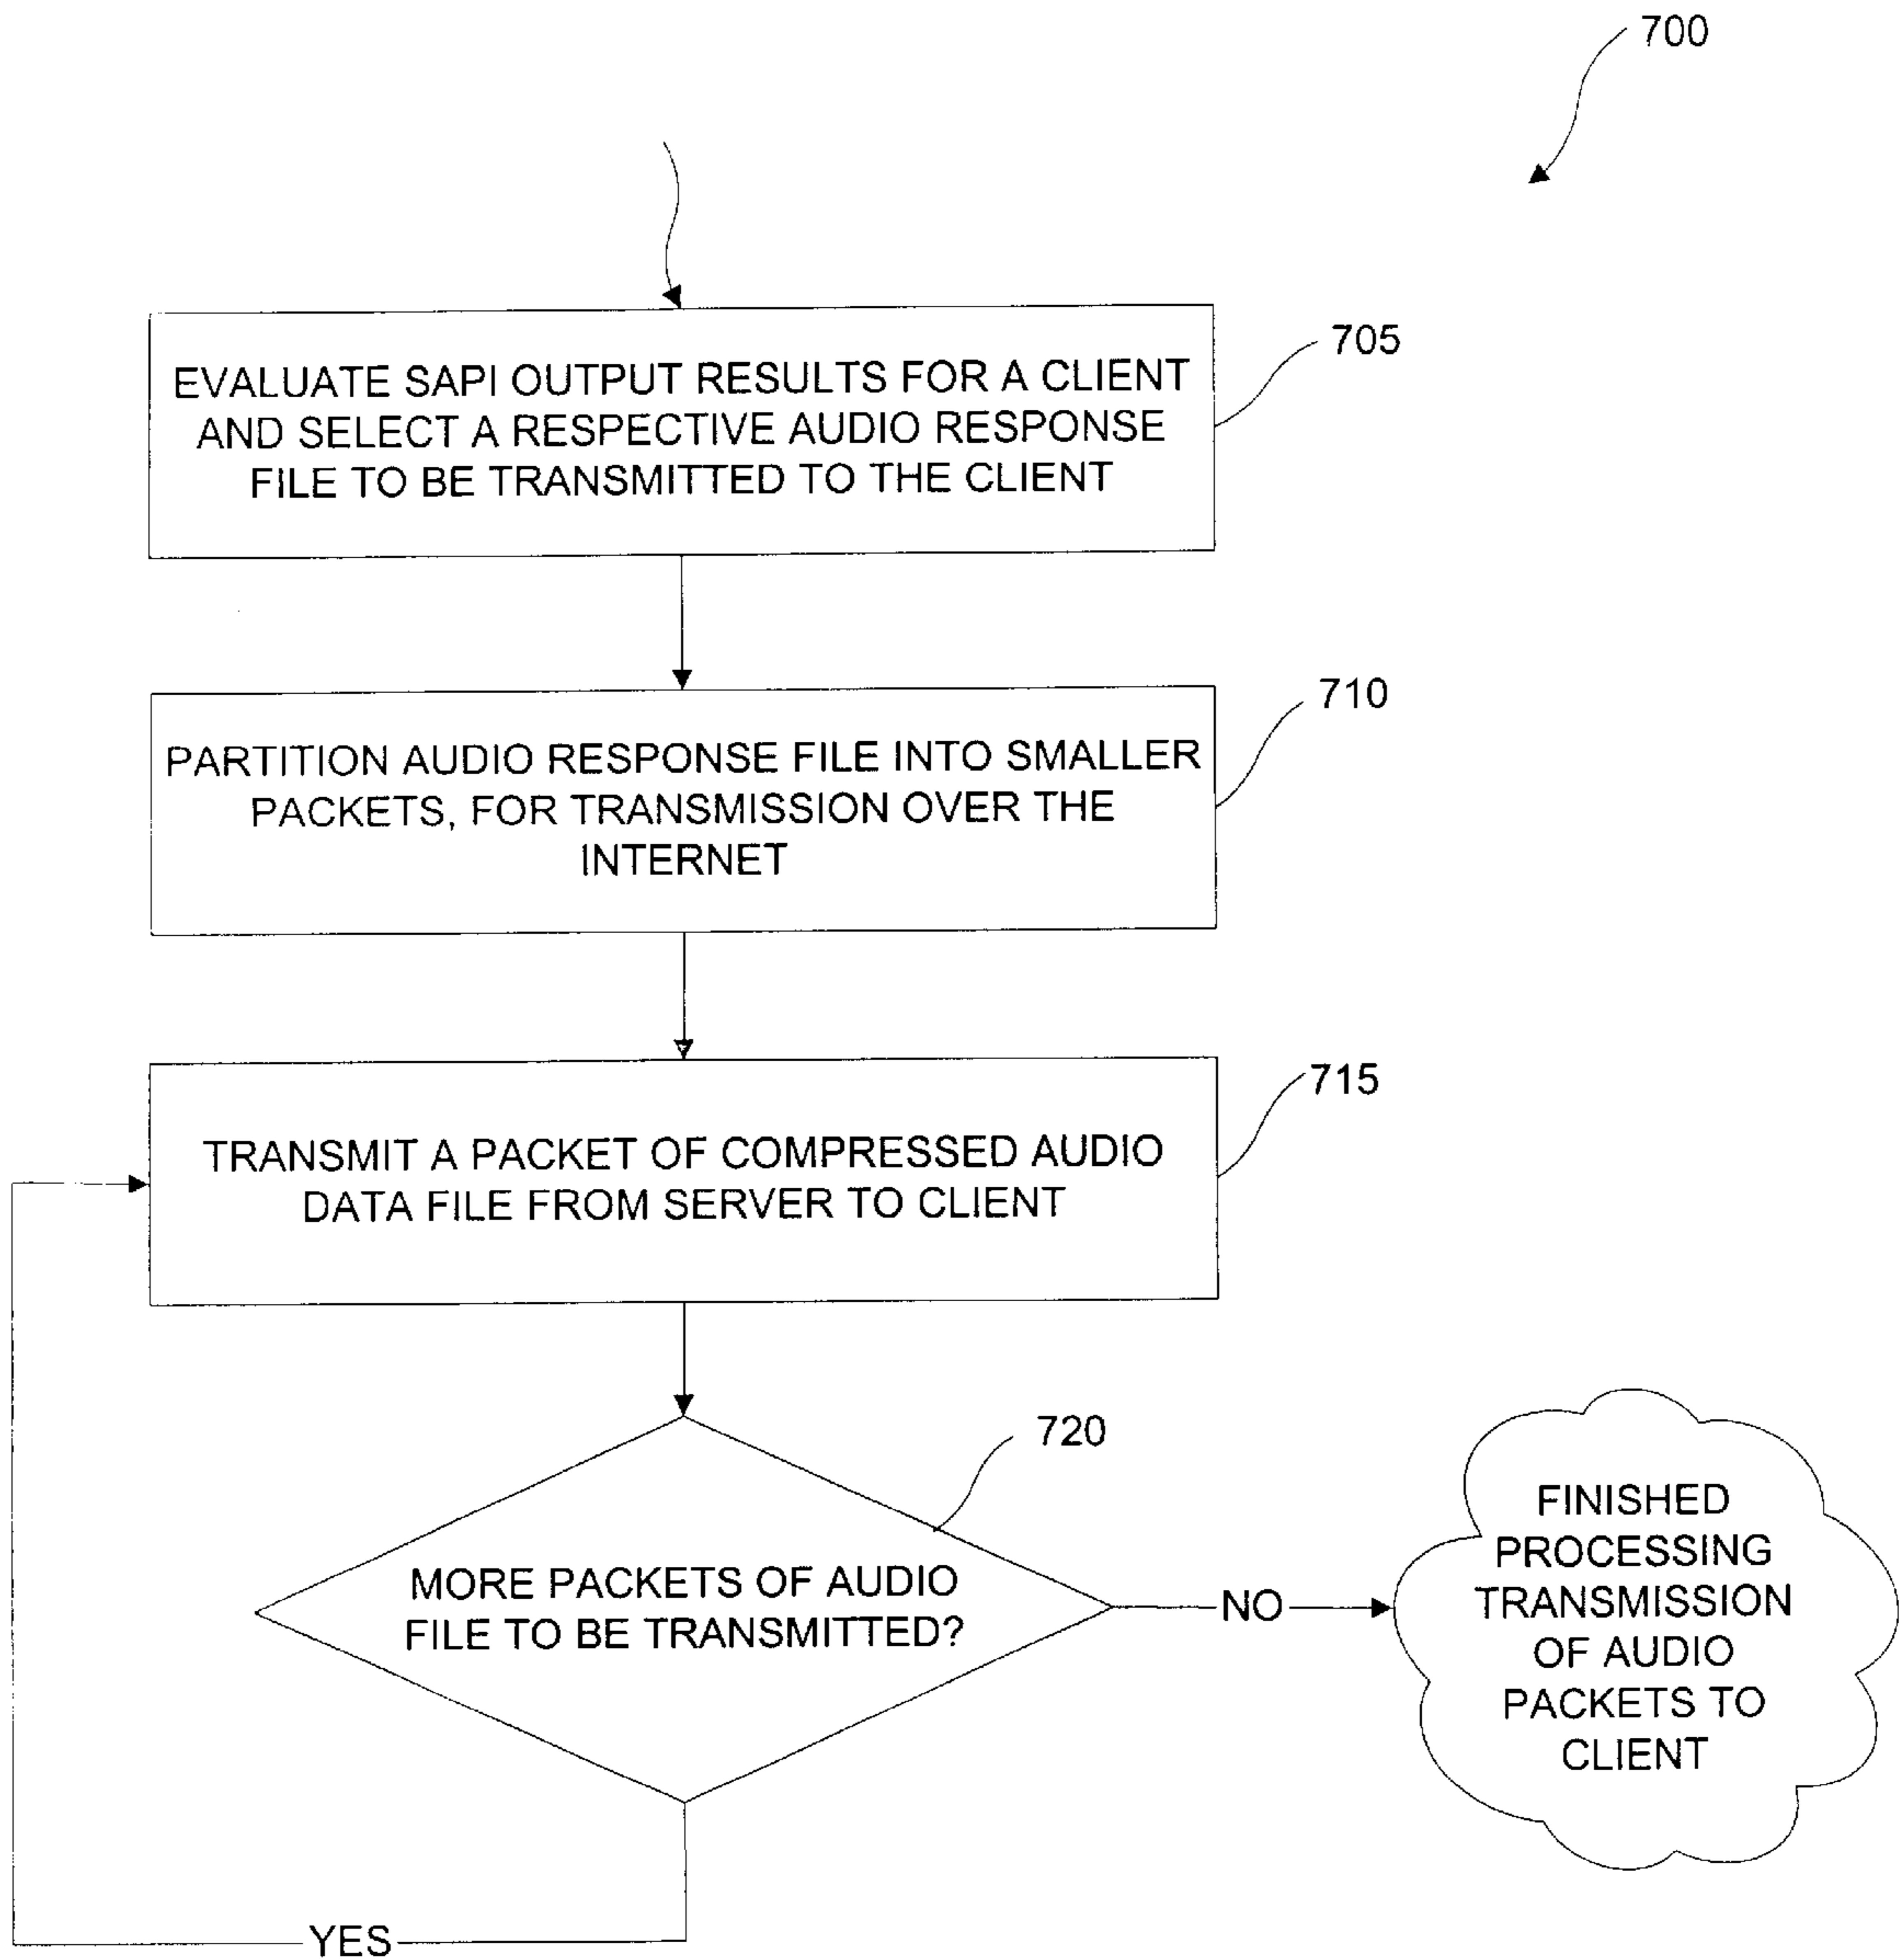 700
EVALUATE SAPI OUTPUT RESULTS FOR A CLIENT
AND SELECT A RESPECTIVE AUDIO RESPONSE
FILE TO BE TRANSMITTED TO THE CLIENT
705
PARTITION AUDIO RESPONSE FILE INTO SMALLER
PACKETS, FOR TRANSMISSION OVER THE
INTERNET
710
TRANSMIT A PACKET OF COMPRESSED AUDIO
DATA FILE FROM SERVER TO CLIENT
715
720
MORE PACKETS OF AUDIO
FILE TO BE TRANSMITTED?
NO
FINISHED
PROCESSING
TRANSMISSION
OF AUDIO
PACKETS TO
CLIENT
YES